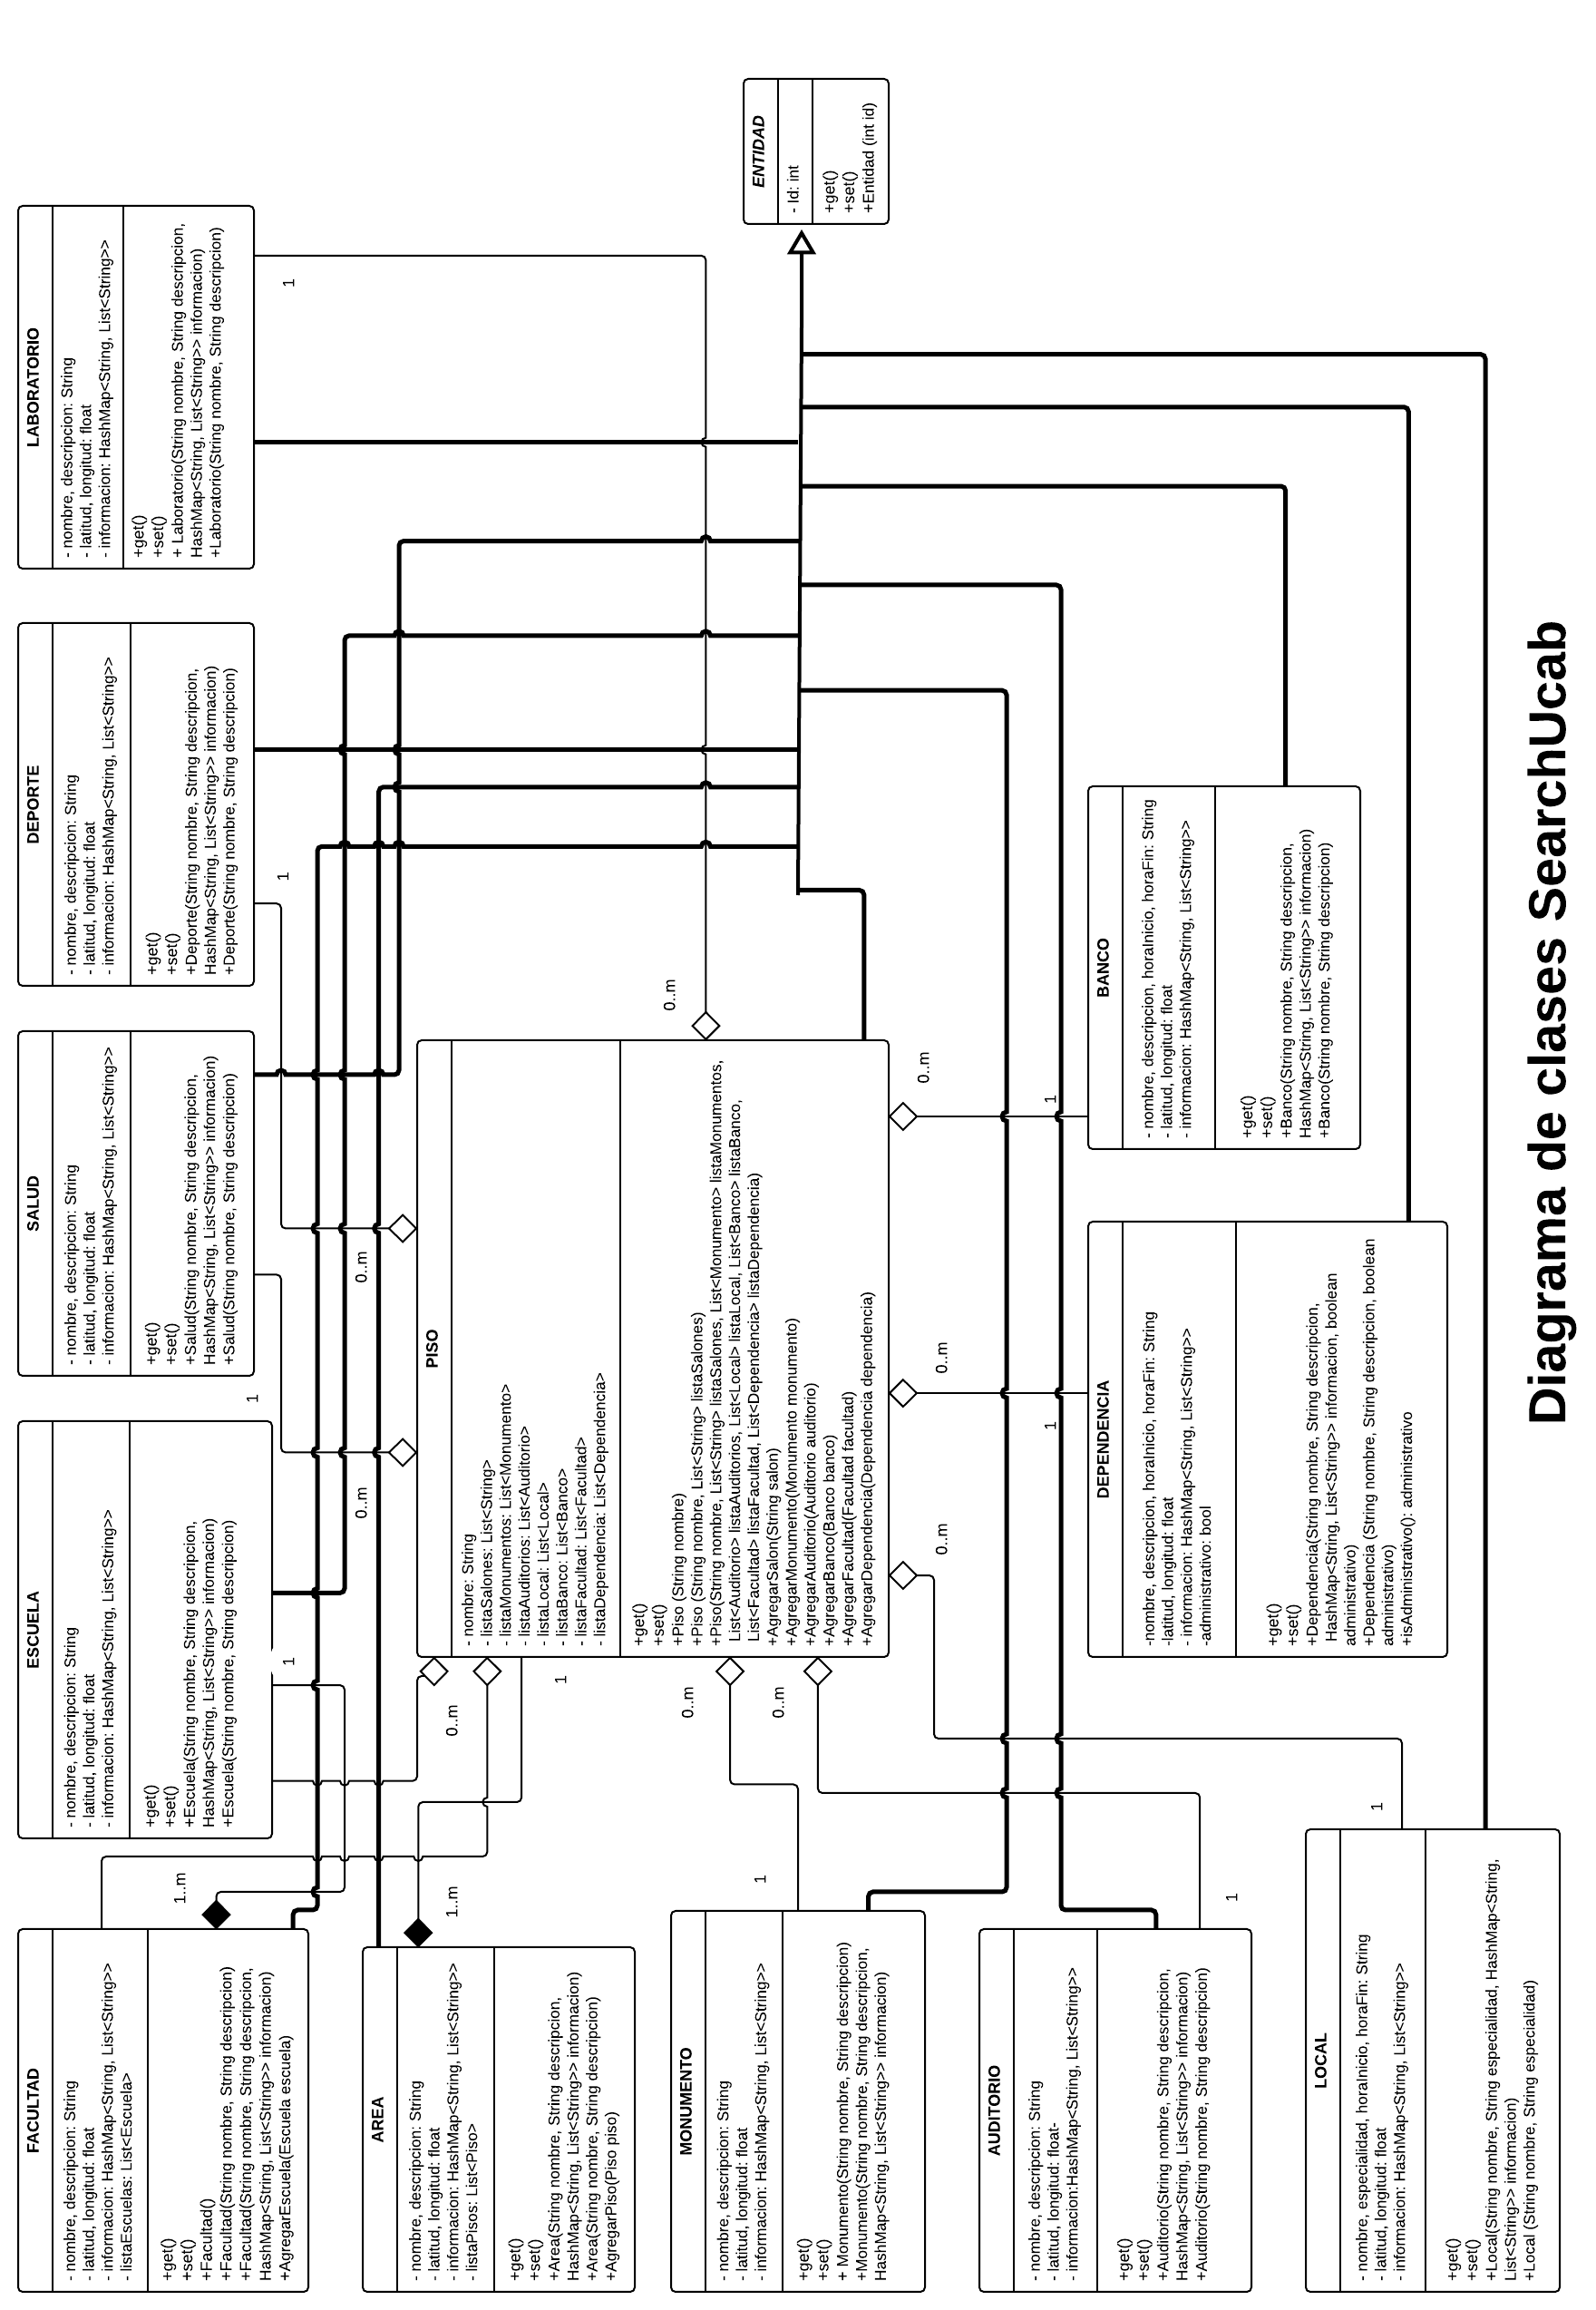 FACULTAD
- nombre, descripcion: String
- latitud, longitud: float
- informacion: HashMap<String, List<String>>
- listaEscuelas: List<Escuela>
+get()
+set()
+Facultad()
+Facultad(String nombre, String descripcion)
+Facultad(String nombre, String descripcion,
HashMap<String, List<String>> informacion)
+AgregarEscuela(Escuela escuela)
1..m
ESCUELA
- nombre, descripcion: String
- latitud, longitud: float
- informacion: HashMap<String, List<String>>
+get()
+set()
+Escuela(String nombre, String descripcion,
HashMap<String, List<String>> informacion)
+Escuela(String nombre, String descripcion)
1
SALUD
- nombre, descripcion: String
- latitud, longitud: float
- informacion: HashMap<String, List<String>>
+get()
+set()
+Salud(String nombre, String descripcion,
HashMap<String, List<String>> informacion)
+Salud(String nombre, String descripcion)
1
DEPORTE
- nombre, descripcion: String
- latitud, longitud: float
- informacion: HashMap<String, List<String>>
+get()
+set()
+Deporte(String nombre, String descripcion,
HashMap<String, List<String>> informacion)
+Deporte(String nombre, String descripcion)
1
LABORATORIO
- nombre, descripcion: String
- latitud, longitud: float
- informacion: HashMap<String, List<String>>
+get()
+set()
+ Laboratorio(String nombre, String descripcion,
HashMap<String, List<String>> informacion)
+Laboratorio(String nombre, String descripcion)
1
AREA
- nombre, descripcion: String
- latitud, longitud: float
- informacion: HashMap<String, List<String>>
- listaPisos: List<Piso>
+get()
+set()
+Area(String nombre, String descripcion,
HashMap<String, List<String>> informacion)
+Area(String nombre, String descripcion)
+AgregarPiso(Piso piso)
1..m
0..m
1
0..m
0..m
PISO
- nombre: String
- listaSalones: List<String>
- listaMonumentos: List<Monumento>
- listaAuditorios: List<Auditorio>
- listaLocal: List<Local>
- listaBanco: List<Banco>
- listaFacultad: List<Facultad>
- listaDependencia: List<Dependencia>
+get()
+set()
+Piso (String nombre)
+Piso (String nombre, List<String> listaSalones)
+Piso(String nombre, List<String> listaSalones, List<Monumento> listaMonumentos,
List<Auditorio> listaAuditorios, List<Local> listaLocal, List<Banco> listaBanco,
List<Facultad> listaFacultad, List<Dependencia> listaDependencia)
+AgregarSalon(String salon)
+AgregarMonumento(Monumento monumento)
+AgregarAuditorio(Auditorio auditorio)
+AgregarBanco(Banco banco)
+AgregarFacultad(Facultad facultad)
+AgregarDependencia(Dependencia dependencia)
0..m
0..m
0..m
0..m
0..m
0..m
MONUMENTO
- nombre, descripcion: String
- latitud, longitud: float
- informacion: HashMap<String, List<String>>
+get()
+set()
+ Monumento(String nombre, String descripcion)
+Monumento(String nombre, String descripcion,
HashMap<String, List<String>> informacion)
1
ENTIDAD
- Id: int
+get()
+set()
+Entidad (int id)
AUDITORIO
- nombre, descripcion: String
- latitud, longitud: float-
- informacion:HashMap<String, List<String>>
+get()
+set()
+Auditorio(String nombre, String descripcion,
HashMap<String, List<String>> informacion)
+Auditorio(String nombre, String descripcion)
1
1
DEPENDENCIA
-nombre, descripcion, horaInicio, horaFin: String
-latitud, longitud: float
- informacion: HashMap<String, List<String>>
-administrativo: bool
+get()
+set()
+Dependencia(String nombre, String descripcion,
HashMap<String, List<String>> informacion, boolean
administrativo)
+Dependencia (String nombre, String descripcion, boolean
administrativo)
+isAdministrativo(): administrativo
1
BANCO
- nombre, descripcion, horaInicio, horaFin: String
- latitud, longitud: float
- informacion: HashMap<String, List<String>>
+get()
+set()
+Banco(String nombre, String descripcion,
HashMap<String, List<String>> informacion)
+Banco(String nombre, String descripcion)
LOCAL
- nombre, especialidad, horaInicio, horaFin: String
- latitud, longitud: float
- informacion: HashMap<String, List<String>>
+get()
+set()
+Local(String nombre, String especialidad, HashMap<String,
List<String>> informacion)
+Local (String nombre, String especialidad)
1
Diagrama de clases SearchUcab